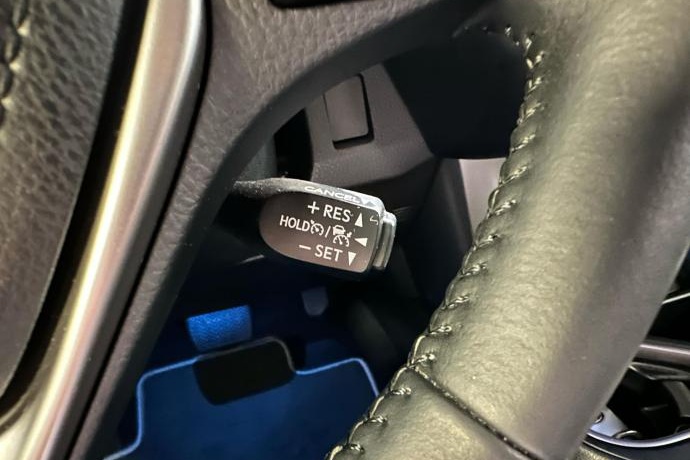 CANCEL
+ RES ▲
HOLD / ◀
− SET ▼